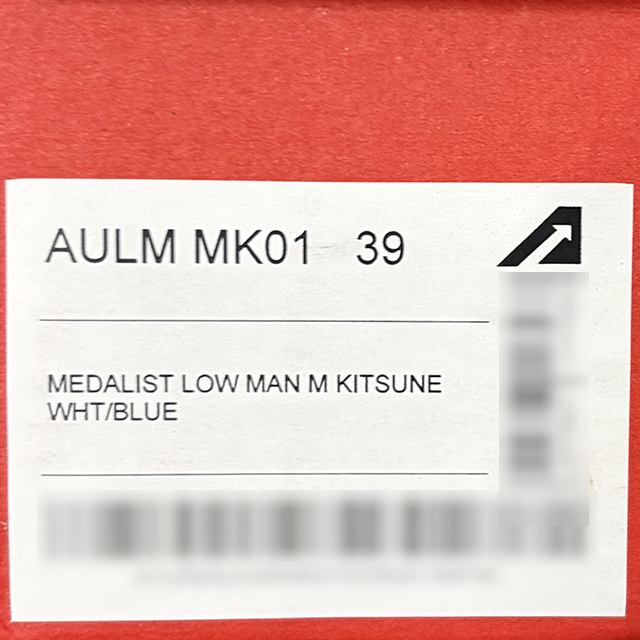 AULM MK01 39
MEDALIST LOW MAN M KITSUNE
WHT/BLUE